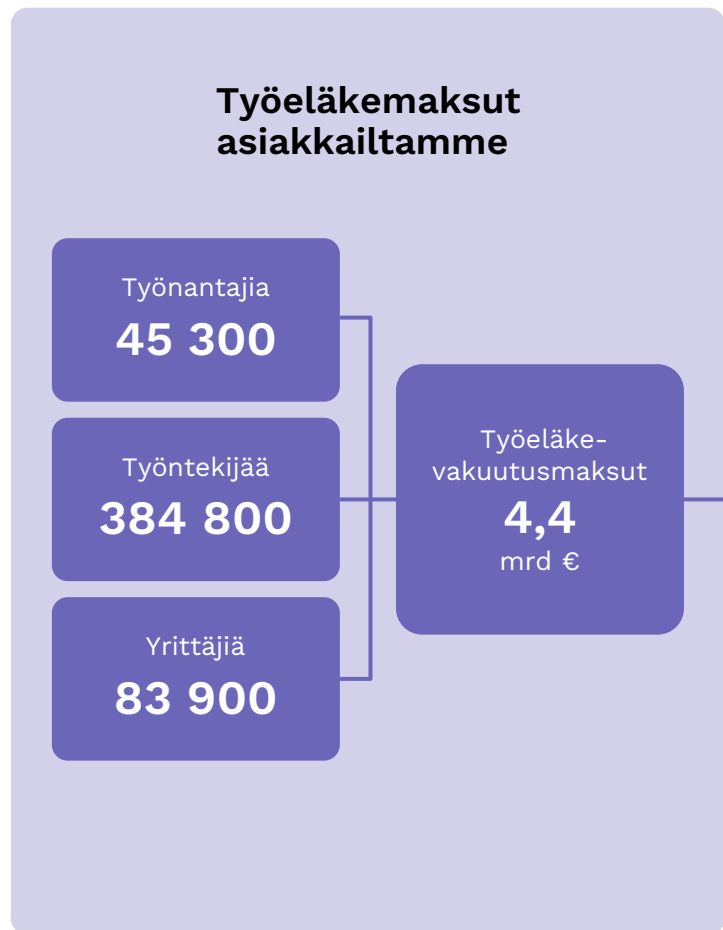 Työeläkemaksut
asiakkailtamme
Työnantajia
45 300
Työntekijää
384 800
Yrittäjiä
83 900
Työeläke-
vakuutusmaksut
4,4
mrd €